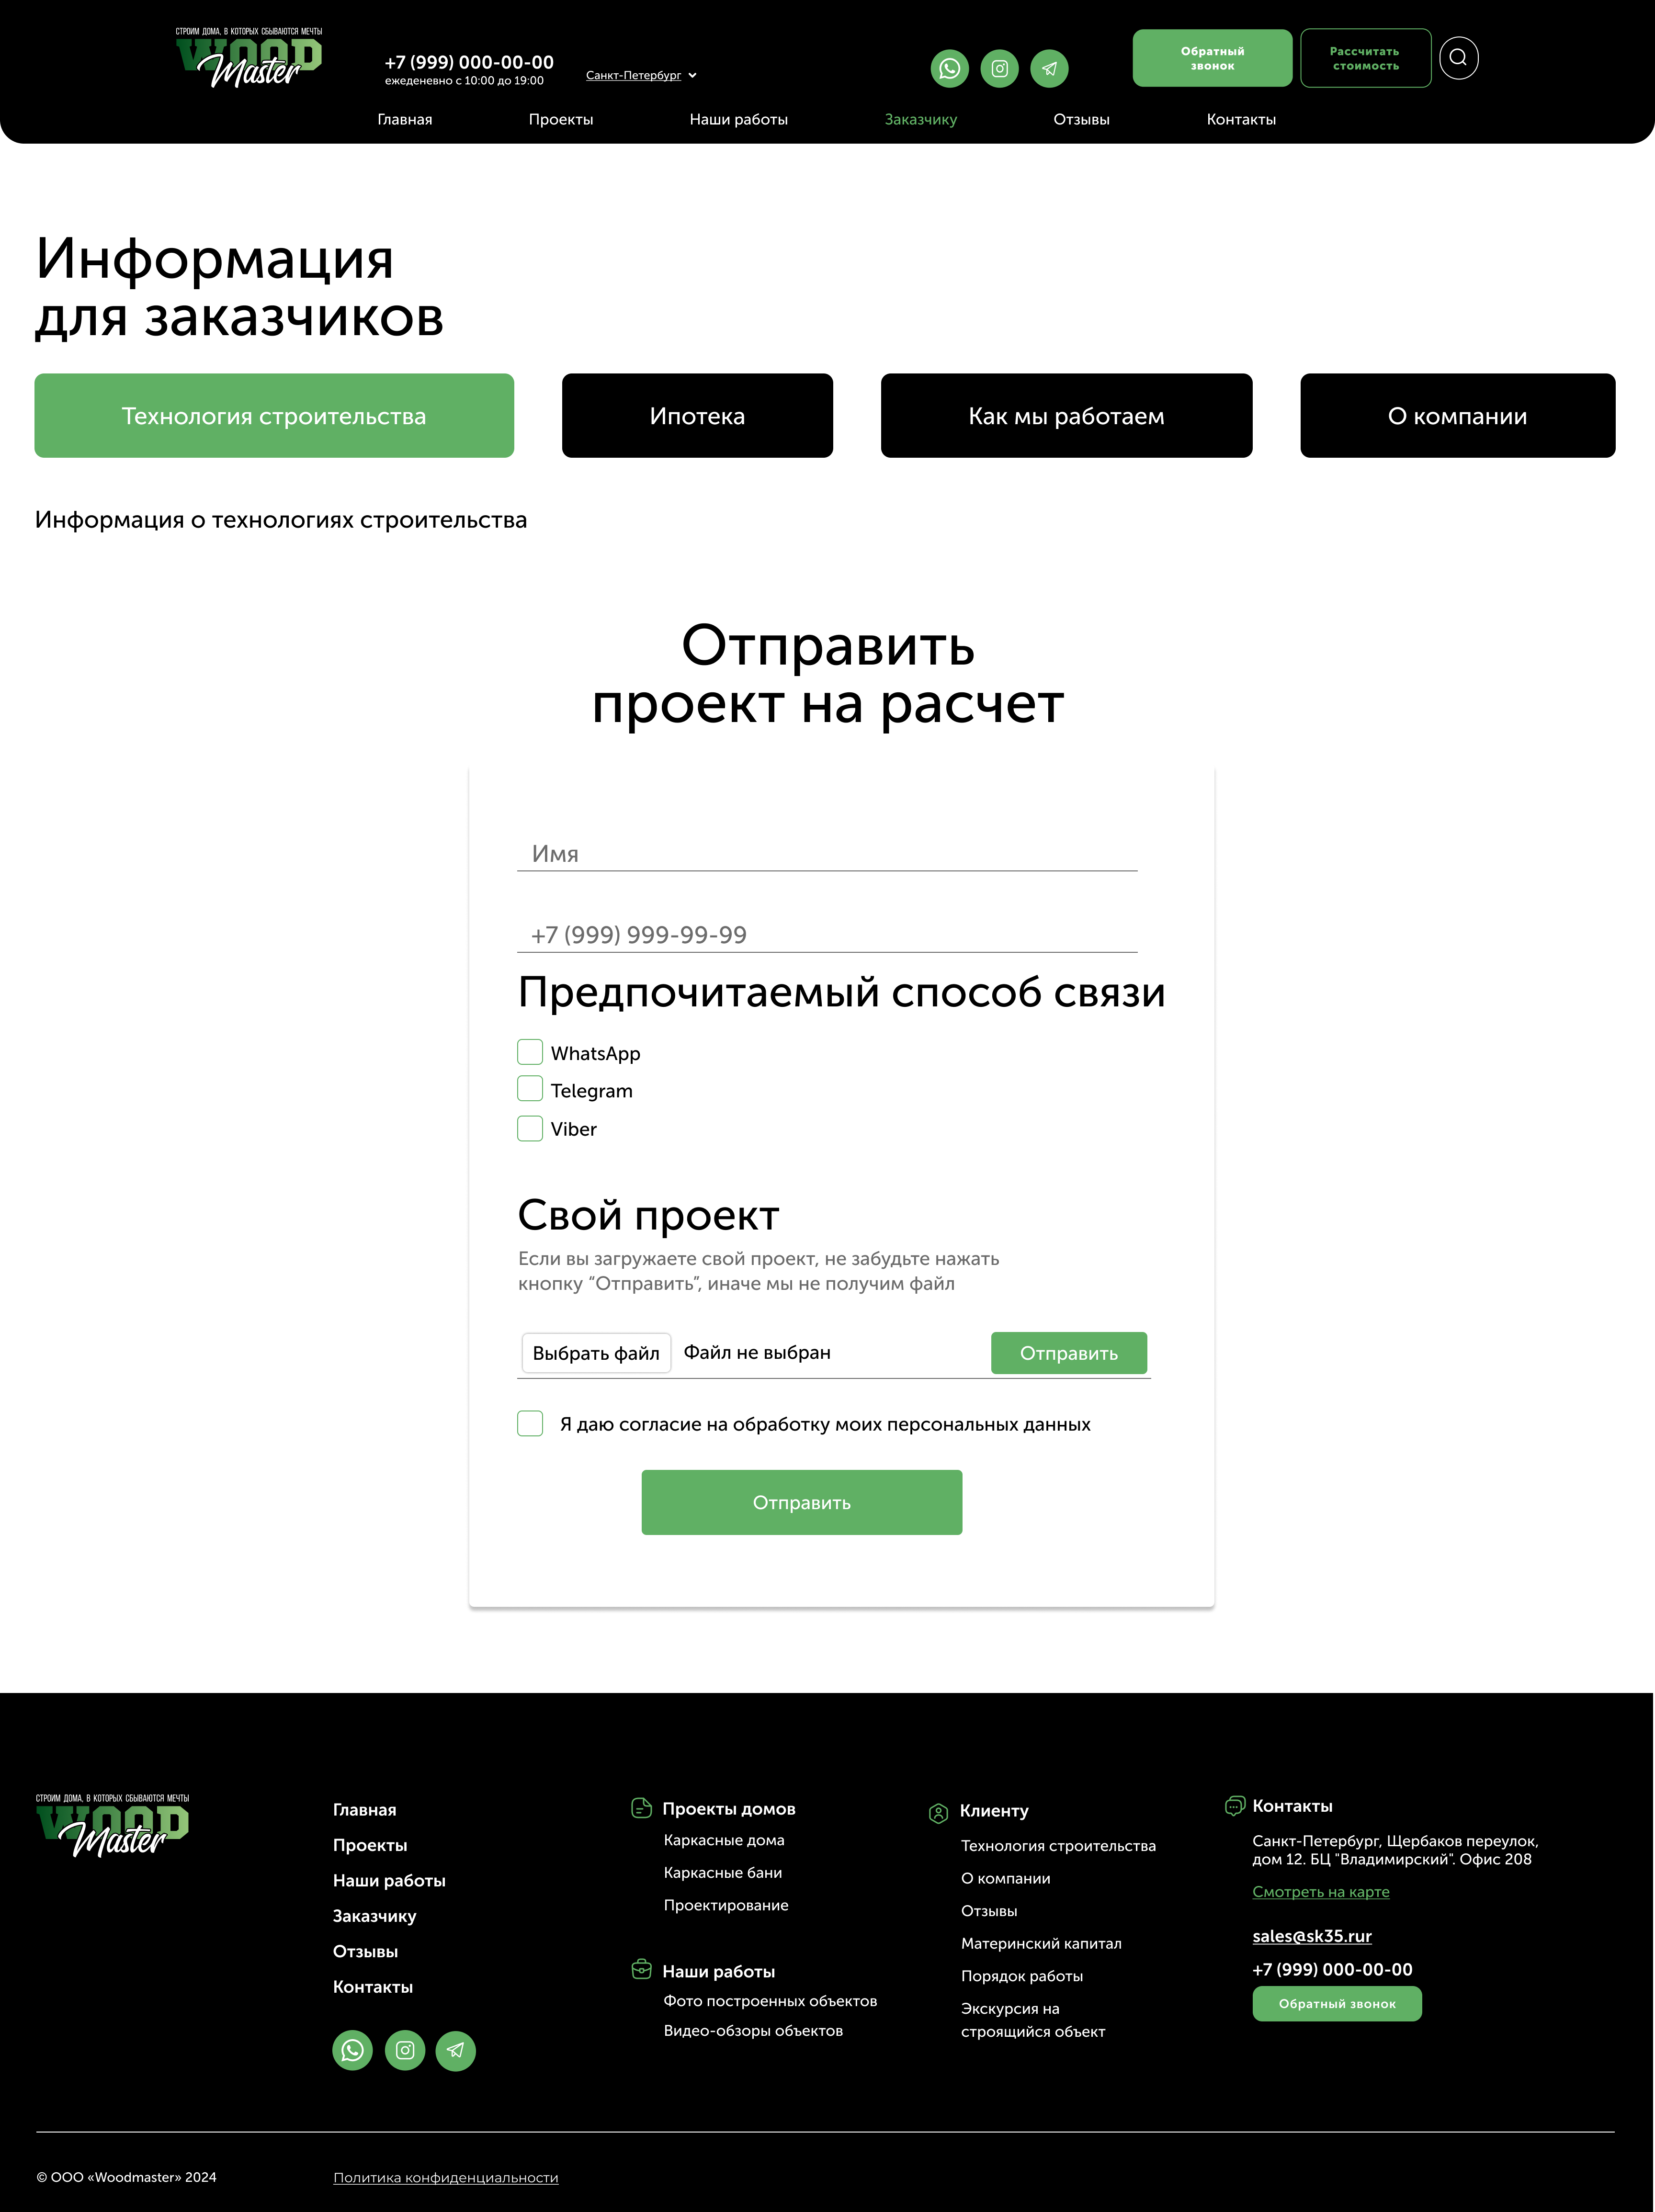 СТРОИМ ДОМА, В КОТОРЫХ СБЫВАЮТСЯ МЕЧТЫ
WOOD
Master
+7 (999) 000-00-00
ежеденевно с 10:00 до 19:00
Санкт-Петербург
Обратный
звонок
Рассчитать
стоимость
Главная
Проекты
Наши работы
Заказчику
Отзывы
Контакты
Информация
для заказчиков
Технология строительства
Ипотека
Как мы работаем
О компании
Информация о технологиях строительства
Отправить
проект на расчет
Имя
+7 (999) 999-99-99
Предпочитаемый способ связи
WhatsApp
Telegram
Viber
Свой проект
Если вы загружаете свой проект, не забудьте нажать
кнопку “Отправить”, иначе мы не получим файл
Выбрать файл
Файл не выбран
Отправить
Я даю согласие на обработку моих персональных данных
Отправить
СТРОИМ ДОМА, В КОТОРЫХ СБЫВАЮТСЯ МЕЧТЫ
WOOD
Master
Главная
Проекты
Наши работы
Заказчику
Отзывы
Контакты
Проекты домов
Каркасные дома
Каркасные бани
Проектирование
Наши работы
Фото построенных объектов
Видео-обзоры объектов
Клиенту
Технология строительства
О компании
Отзывы
Материнский капитал
Порядок работы
Экскурсия на
строящийся объект
Контакты
Санкт-Петербург, Щербаков переулок,
дом 12. БЦ "Владимирский". Офис 208
Смотреть на карте
sales@sk35.rur
+7 (999) 000-00-00
Обратный звонок
© ООО «Woodmaster» 2024
Политика конфиденциальности